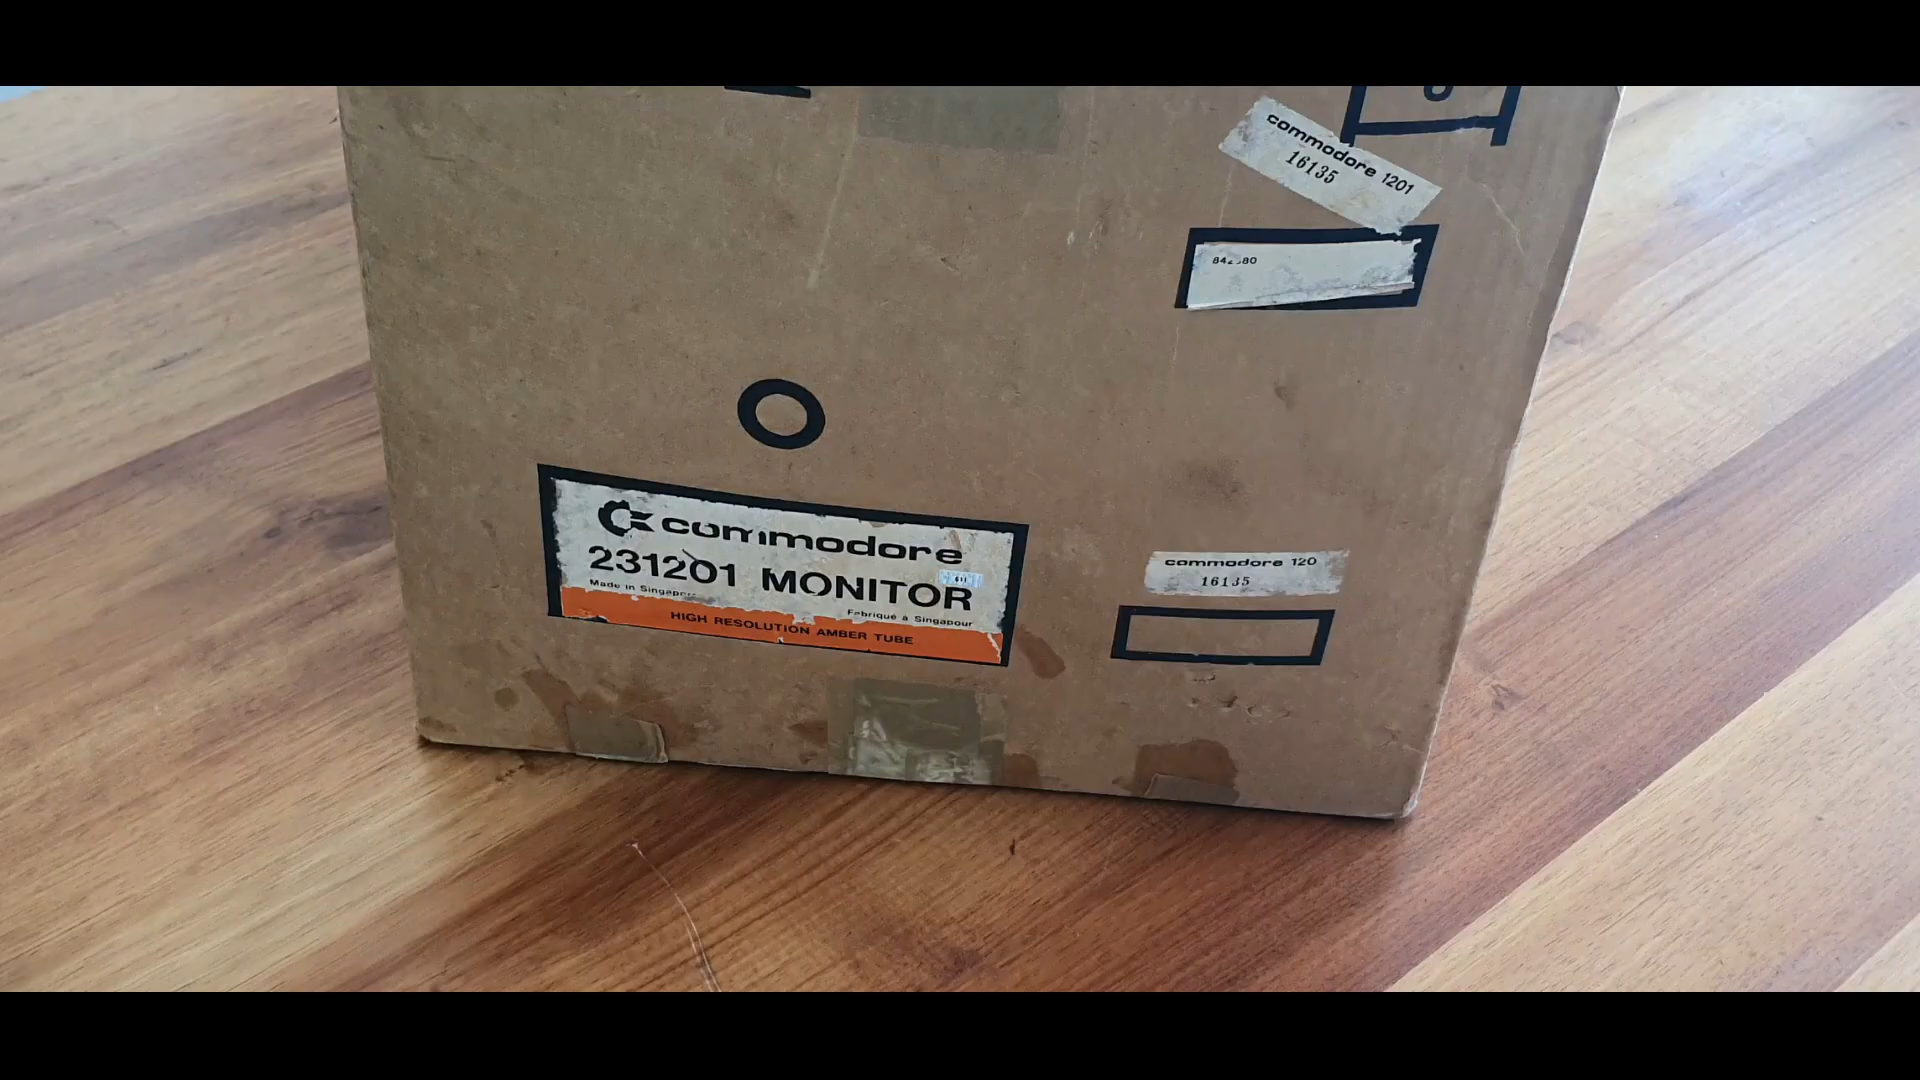 commodore 1201
16135
commodore
231201 MONITOR
Made in Singapore
Fabriqué à Singapour
HIGH RESOLUTION AMBER TUBE
commodore 120
16135